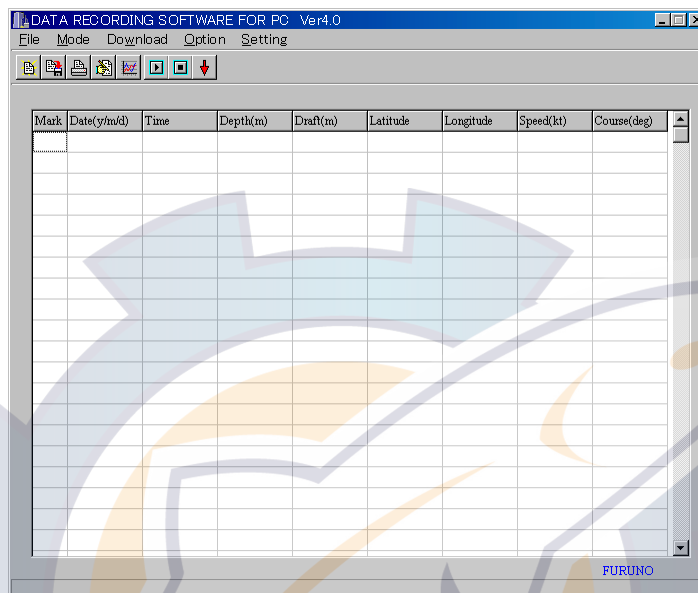 DATA RECORDING SOFTWARE FOR PC Ver4.0
File Mode Download Option Setting
Mark Date(y/m/d) Time Depth(m) Draft(m) Latitude Longitude Speed(kt) Course(deg)
FURUNO